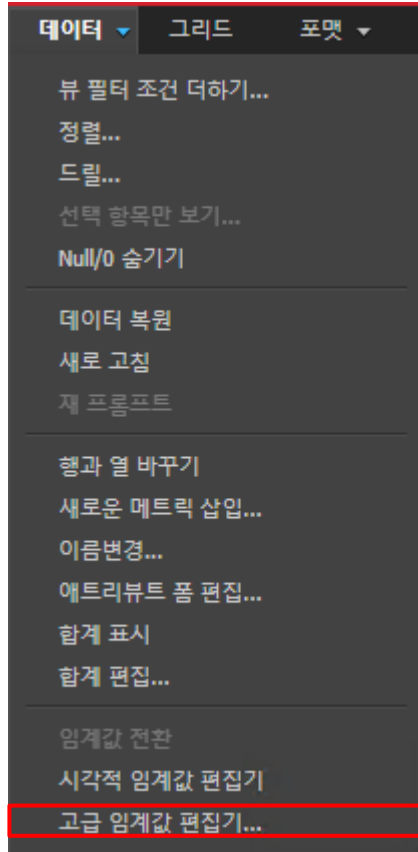 데이터 그리드 포맷
뷰 필터 조건 더하기...
정렬...
드릴...
선택 항목만 보기...
Null/0 숨기기
데이터 복원
새로 고침
재 프롬프트
행과 열 바꾸기
새로운 메트릭 삽입...
이름변경...
애트리뷰트 폼 편집...
합계 표시
합계 편집...
임계값 전환
시각적 임계값 편집기
고급 임계값 편집기...